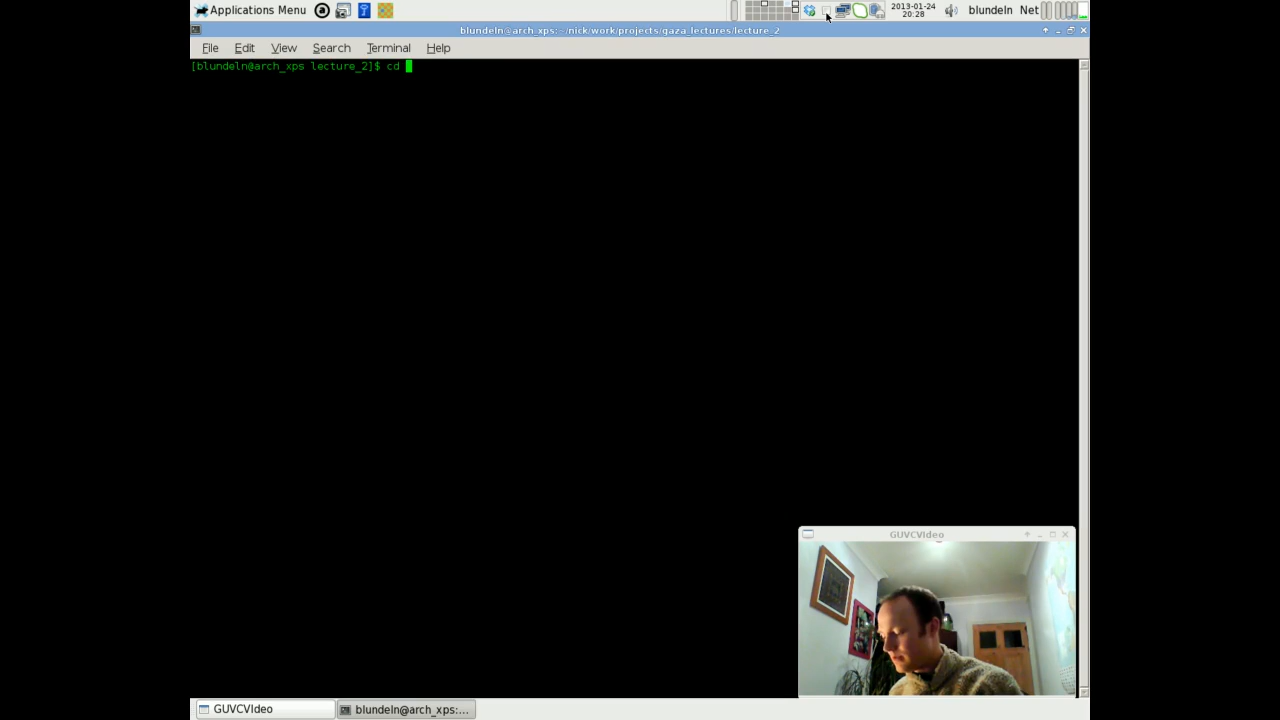 Applications Menu
2013-01-24
20:28
blundeln
Net
blundeln@arch_xps: ~/nick/work/projects/gaza_lectures/lecture_2
File Edit View Search Terminal Help
[blundeln@arch_xps lecture_2]$ cd
GUVCVideo
GUVCVIdeo
blundeln@arch_xps:...